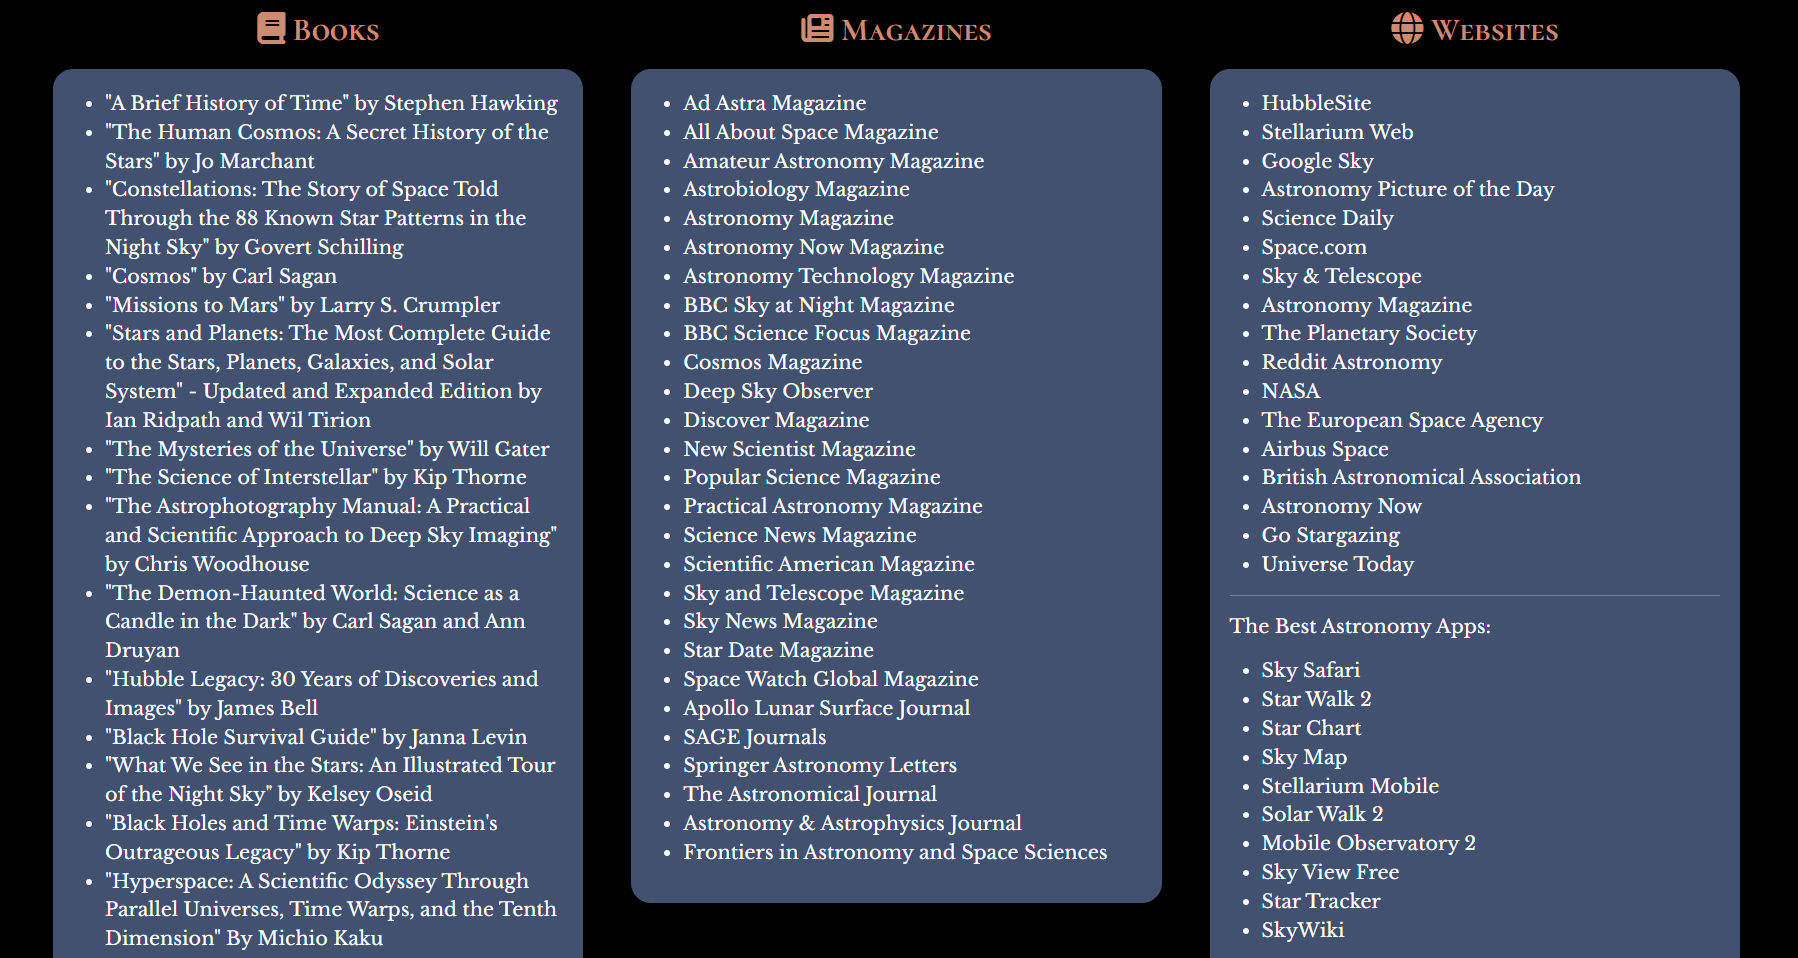 Books
"A Brief History of Time" by Stephen Hawking
"The Human Cosmos: A Secret History of the
Stars" by Jo Marchant
"Constellations: The Story of Space Told
Through the 88 Known Star Patterns in the
Night Sky" by Govert Schilling
"Cosmos" by Carl Sagan
"Missions to Mars" by Larry S. Crumpler
"Stars and Planets: The Most Complete Guide
to the Stars, Planets, Galaxies, and Solar
System" - Updated and Expanded Edition by
Ian Ridpath and Wil Tirion
"The Mysteries of the Universe" by Will Gater
"The Science of Interstellar" by Kip Thorne
"The Astrophotography Manual: A Practical
and Scientific Approach to Deep Sky Imaging"
by Chris Woodhouse
"The Demon-Haunted World: Science as a
Candle in the Dark" by Carl Sagan and Ann
Druyan
"Hubble Legacy: 30 Years of Discoveries and
Images" by James Bell
"Black Hole Survival Guide" by Janna Levin
"What We See in the Stars: An Illustrated Tour
of the Night Sky" by Kelsey Oseid
"Black Holes and Time Warps: Einstein's
Outrageous Legacy" by Kip Thorne
"Hyperspace: A Scientific Odyssey Through
Parallel Universes, Time Warps, and the Tenth
Dimension" By Michio Kaku
Magazines
Ad Astra Magazine
All About Space Magazine
Amateur Astronomy Magazine
Astrobiology Magazine
Astronomy Magazine
Astronomy Now Magazine
Astronomy Technology Magazine
BBC Sky at Night Magazine
BBC Science Focus Magazine
Cosmos Magazine
Deep Sky Observer
Discover Magazine
New Scientist Magazine
Popular Science Magazine
Practical Astronomy Magazine
Science News Magazine
Scientific American Magazine
Sky and Telescope Magazine
Sky News Magazine
Star Date Magazine
Space Watch Global Magazine
Apollo Lunar Surface Journal
SAGE Journals
Springer Astronomy Letters
The Astronomical Journal
Astronomy & Astrophysics Journal
Frontiers in Astronomy and Space Sciences
Websites
HubbleSite
Stellarium Web
Google Sky
Astronomy Picture of the Day
Science Daily
Space.com
Sky & Telescope
Astronomy Magazine
The Planetary Society
Reddit Astronomy
NASA
The European Space Agency
Airbus Space
British Astronomical Association
Astronomy Now
Go Stargazing
Universe Today
The Best Astronomy Apps:
Sky Safari
Star Walk 2
Star Chart
Sky Map
Stellarium Mobile
Solar Walk 2
Mobile Observatory 2
Sky View Free
Star Tracker
SkyWiki